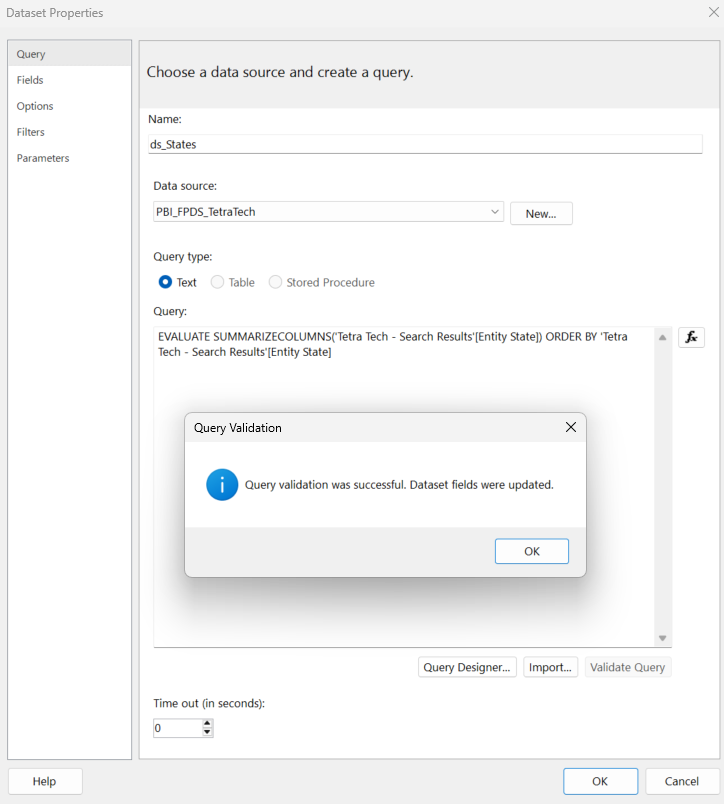 Dataset Properties
Query
Fields
Options
Filters
Parameters
Choose a data source and create a query.
Name:
ds_States
Data source:
PBI_FPDS_TetraTech
New...
Query type:
Text
Table
Stored Procedure
Query:
EVALUATE SUMMARIZECOLUMNS('Tetra Tech - Search Results'[Entity State]) ORDER BY 'Tetra
Tech - Search Results'[Entity State]
fx
Query Validation
Query validation was successful. Dataset fields were updated.
OK
Query Designer...
Import...
Validate Query
Time out (in seconds):
0
Help
OK
Cancel